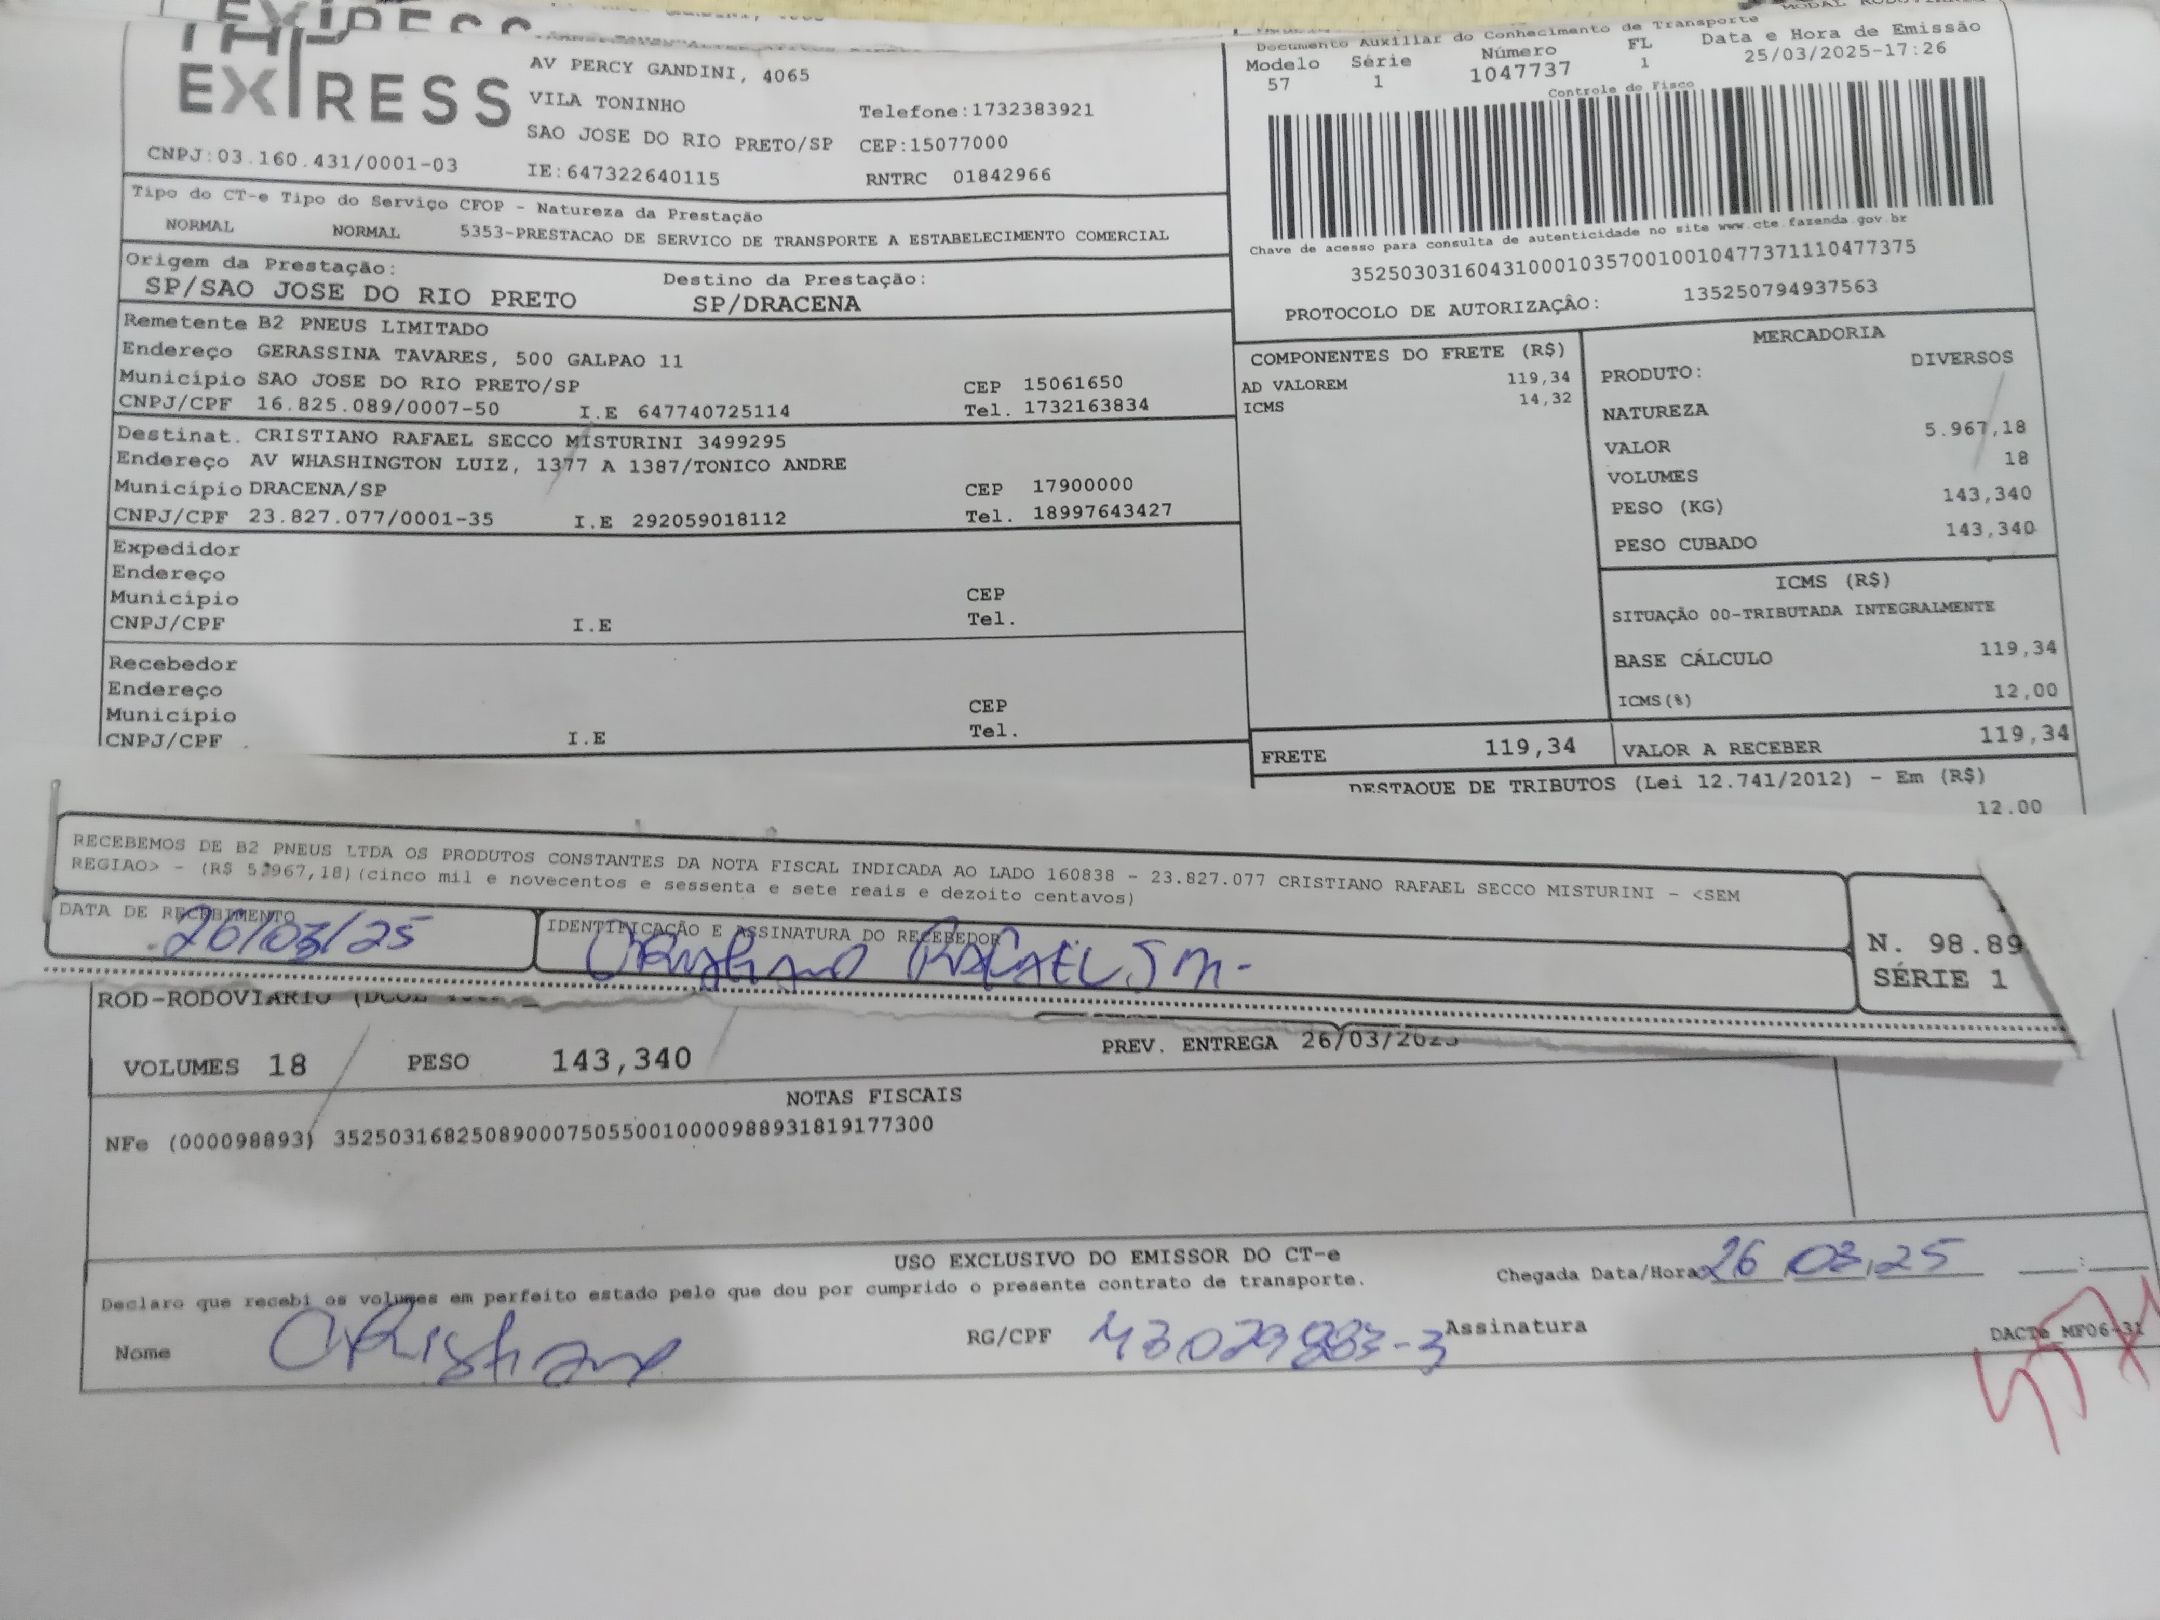 EXPRESS
AV PERCY GANDINI, 4065
VILA TONINHO
Telefone:1732383921
SAO JOSE DO RIO PRETO/SP CEP:15077000
CNPJ:03.160.431/0001-03 IE:647322640115 RNTRC 01842966
Documento Auxiliar do Conhecimento de Transporte
Modelo Série Número FL Data e Hora de Emissão
57 1 1047737 1 25/03/2025-17:26
Controle do Fisco
Chave de acesso para consulta de autenticidade no site www.cte.fazenda.gov.br
35250303160431000103570010010477371110477375
PROTOCOLO DE AUTORIZAÇÃO: 135250794937563
Tipo do CT-e Tipo do Serviço CFOP - Natureza da Prestação
NORMAL NORMAL 5353-PRESTACAO DE SERVICO DE TRANSPORTE A ESTABELECIMENTO COMERCIAL
Origem da Prestação: Destino da Prestação:
SP/SAO JOSE DO RIO PRETO SP/DRACENA
Remetente B2 PNEUS LIMITADO
Endereço GERASSINA TAVARES, 500 GALPAO 11
Município SAO JOSE DO RIO PRETO/SP CEP 15061650
CNPJ/CPF 16.825.089/0007-50 I.E 647740725114 Tel. 1732163834
Destinat. CRISTIANO RAFAEL SECCO MISTURINI 3499295
Endereço AV WHASHINGTON LUIZ, 1377 A 1387/TONICO ANDRE
Município DRACENA/SP CEP 17900000
CNPJ/CPF 23.827.077/0001-35 I.E 292059018112 Tel. 18997643427
Expedidor
Endereço
Município CEP
CNPJ/CPF I.E Tel.
Recebedor
Endereço
Município CEP
CNPJ/CPF I.E Tel.
COMPONENTES DO FRETE (R$)
AD VALOREM 119,34
ICMS 14,32
MERCADORIA
PRODUTO: DIVERSOS
NATUREZA
VALOR 5.967,18
VOLUMES 18
PESO (KG) 143,340
PESO CUBADO 143,340
ICMS (R$)
SITUAÇÃO 00-TRIBUTADA INTEGRALMENTE
BASE CÁLCULO 119,34
ICMS(%) 12,00
FRETE 119,34 VALOR A RECEBER 119,34
DESTAQUE DE TRIBUTOS (Lei 12.741/2012) - Em (R$)
12.00
RECEBEMOS DE B2 PNEUS LTDA OS PRODUTOS CONSTANTES DA NOTA FISCAL INDICADA AO LADO 160838 - 23.827.077 CRISTIANO RAFAEL SECCO MISTURINI - <SEM
REGIAO> - (R$ 5.967,18)(cinco mil e novecentos e sessenta e sete reais e dezoito centavos)
DATA DE RECEBIMENTO IDENTIFICAÇÃO E ASSINATURA DO RECEBEDOR
26/03/25 CRISTIANO RAFAEL S M-
N. 98.89
SÉRIE 1
ROD-RODOVIARIO
VOLUMES 18 PESO 143,340 PREV. ENTREGA 26/03/2025
NOTAS FISCAIS
NFe (000098893) 35250316825089000750550010000988931819177300
USO EXCLUSIVO DO EMISSOR DO CT-e
Declaro que recebi os volumes em perfeito estado pelo que dou por cumprido o presente contrato de transporte.
Chegada Data/Hora 26 03 25
Nome CRISTIANO RG/CPF 43029883-3 Assinatura
DACTe MF06-31